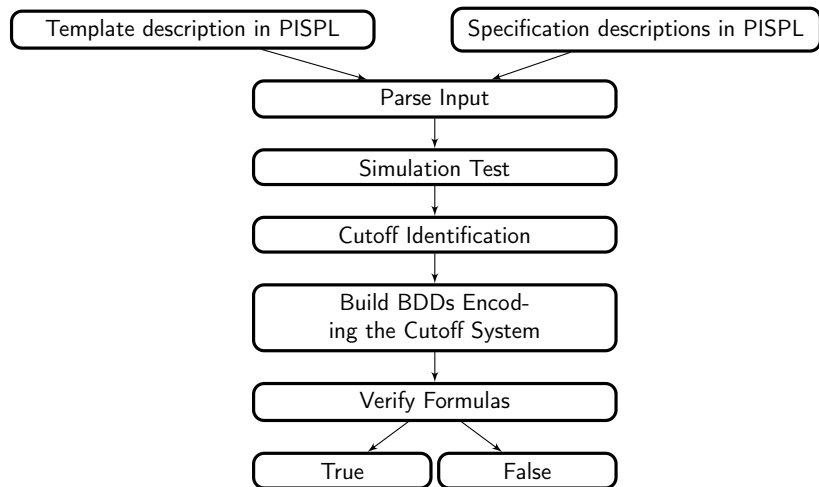 Template description in PISPL
Specification descriptions in PISPL
Parse Input
Simulation Test
Cutoff Identification
Build BDDs Encod-
ing the Cutoff System
Verify Formulas
True
False